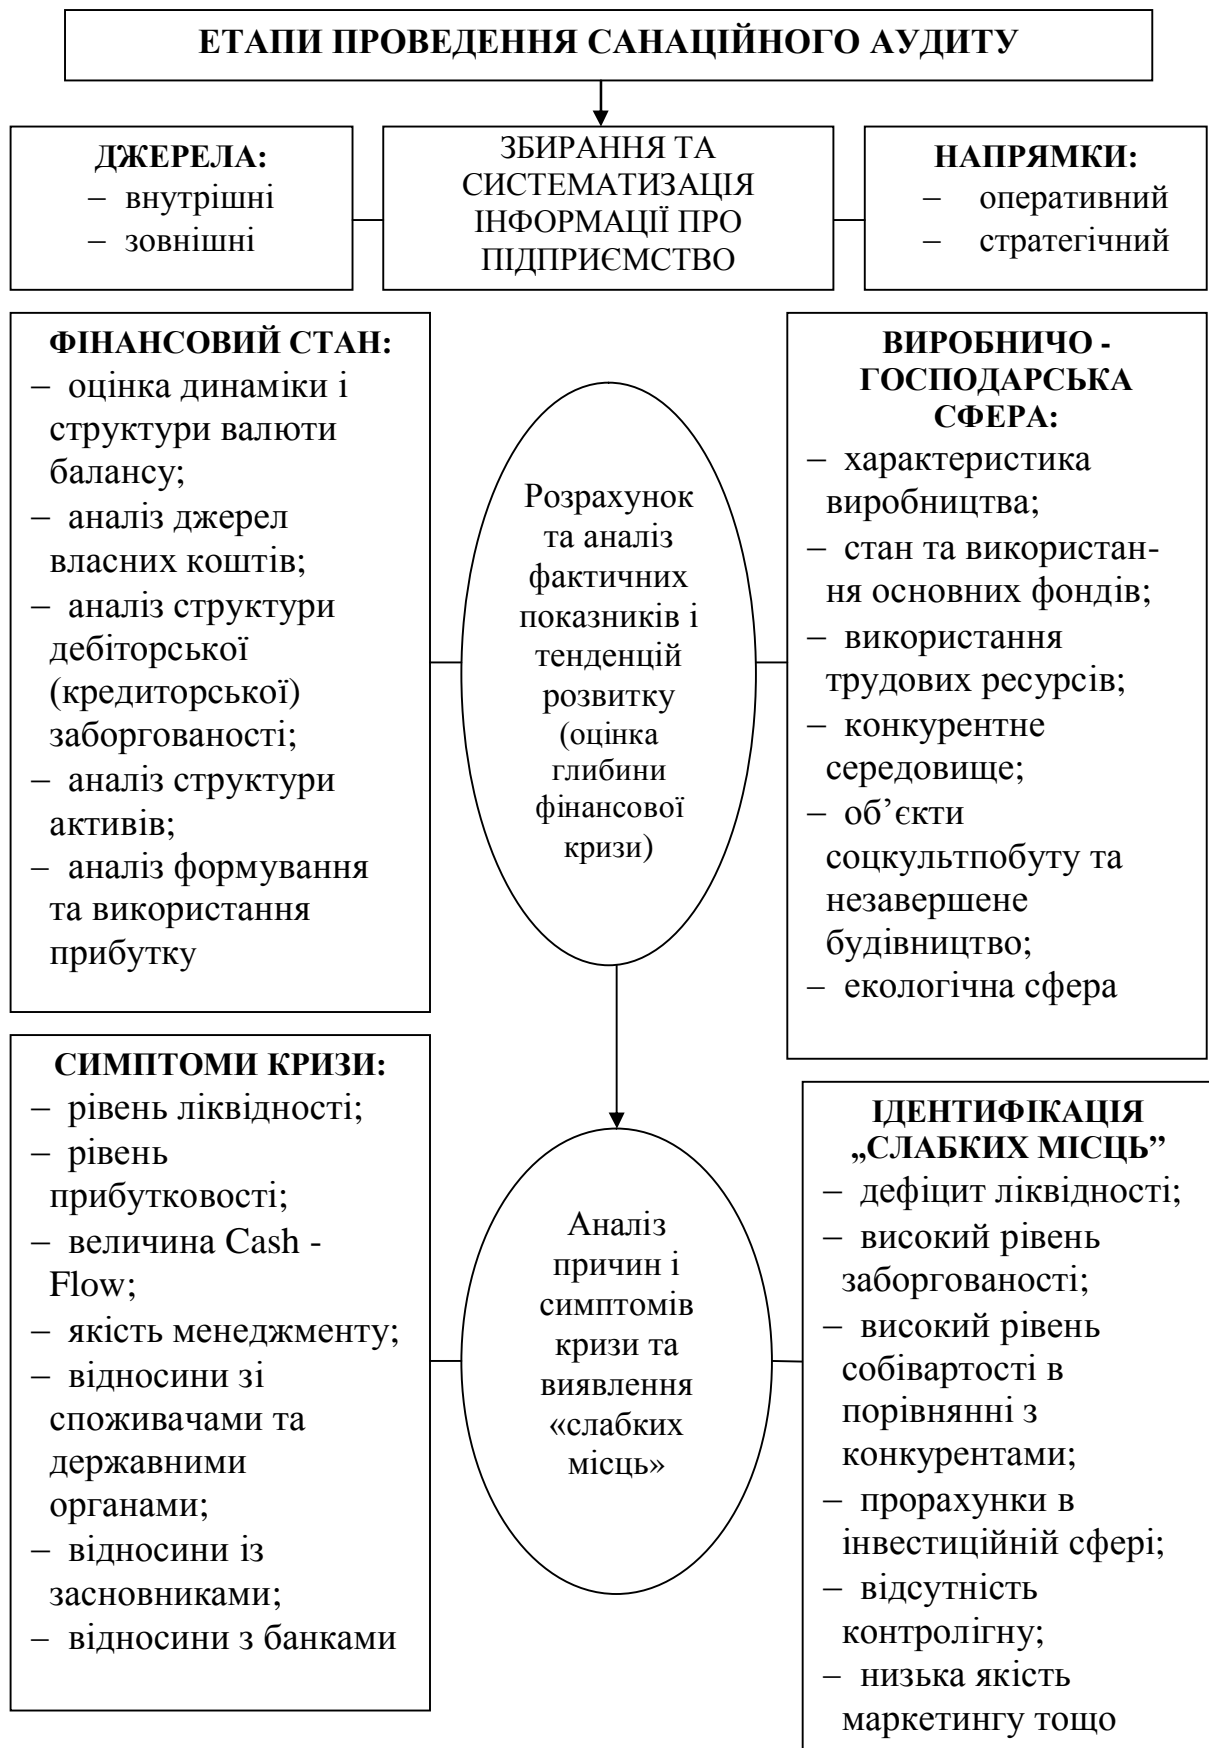 ЕТАПИ ПРОВЕДЕННЯ САНАЦІЙНОГО АУДИТУ
ДЖЕРЕЛА:
– внутрішні
– зовнішні
ЗБИРАННЯ ТА
СИСТЕМАТИЗАЦІЯ
ІНФОРМАЦІЇ ПРО
ПІДПРИЄМСТВО
НАПРЯМКИ:
– оперативний
– стратегічний
ФІНАНСОВИЙ СТАН:
– оцінка динаміки і
структури валюти
балансу;
– аналіз джерел
власних коштів;
– аналіз структури
дебіторської
(кредиторської)
заборгованості;
– аналіз структури
активів;
– аналіз формування
та використання
прибутку
Розрахунок
та аналіз
фактичних
показників і
тенденцій
розвитку
(оцінка
глибини
фінансової
кризи)
ВИРОБНИЧО -
ГОСПОДАРСЬКА
СФЕРА:
– характеристика
виробництва;
– стан та використан-
ня основних фондів;
– використання
трудових ресурсів;
– конкурентне
середовище;
– об’єкти
соцкультпобуту та
незавершене
будівництво;
– екологічна сфера
СИМПТОМИ КРИЗИ:
– рівень ліквідності;
– рівень
прибутковості;
– величина Cash -
Flow;
– якість менеджменту;
– відносини зі
споживачами та
державними
органами;
– відносини із
засновниками;
– відносини з банками
Аналіз
причин і
симптомів
кризи та
виявлення
«слабких
місць»
ІДЕНТИФІКАЦІЯ
„СЛАБКИХ МІСЦЬ”
– дефіцит ліквідності;
– високий рівень
заборгованості;
– високий рівень
собівартості в
порівнянні з
конкурентами;
– прорахунки в
інвестиційній сфері;
– відсутність
контролігну;
– низька якість
маркетингу тощо